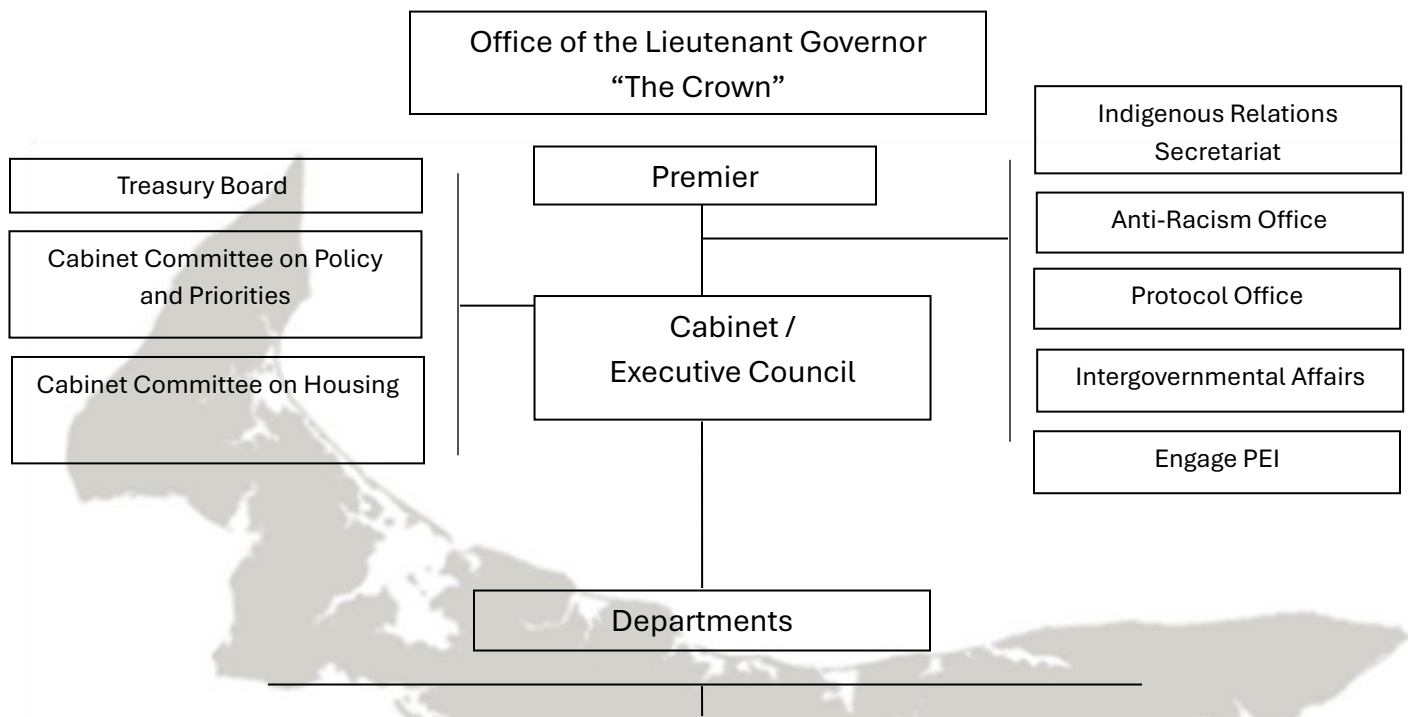 Office of the Lieutenant Governor
“The Crown”
Treasury Board
Cabinet Committee on Policy
and Priorities
Cabinet Committee on Housing
Premier
Cabinet /
Executive Council
Indigenous Relations
Secretariat
Anti-Racism Office
Protocol Office
Intergovernmental Affairs
Engage PEI
Departments